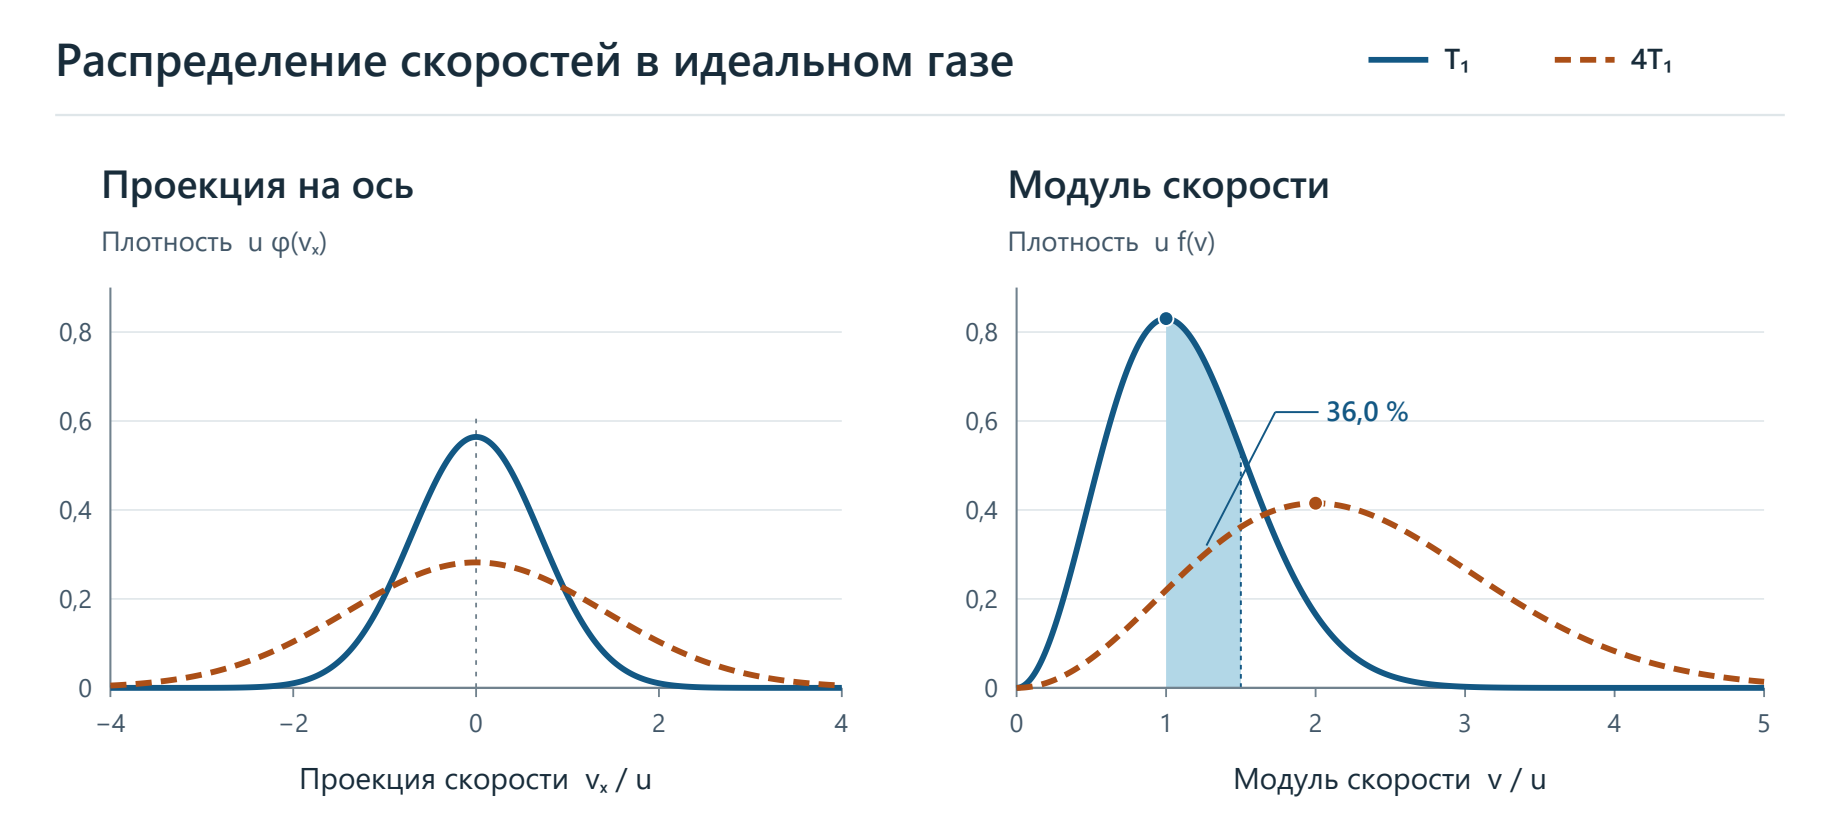 Распределение скоростей в идеальном газе
T₁
4T₁
Проекция на ось
Плотность u φ(vₓ)
0,8
0,6
0,4
0,2
0
−4
−2
0
2
4
Проекция скорости vₓ / u
Модуль скорости
Плотность u f(v)
0,8
0,6
0,4
0,2
0
36,0 %
0
1
2
3
4
5
Модуль скорости v / u